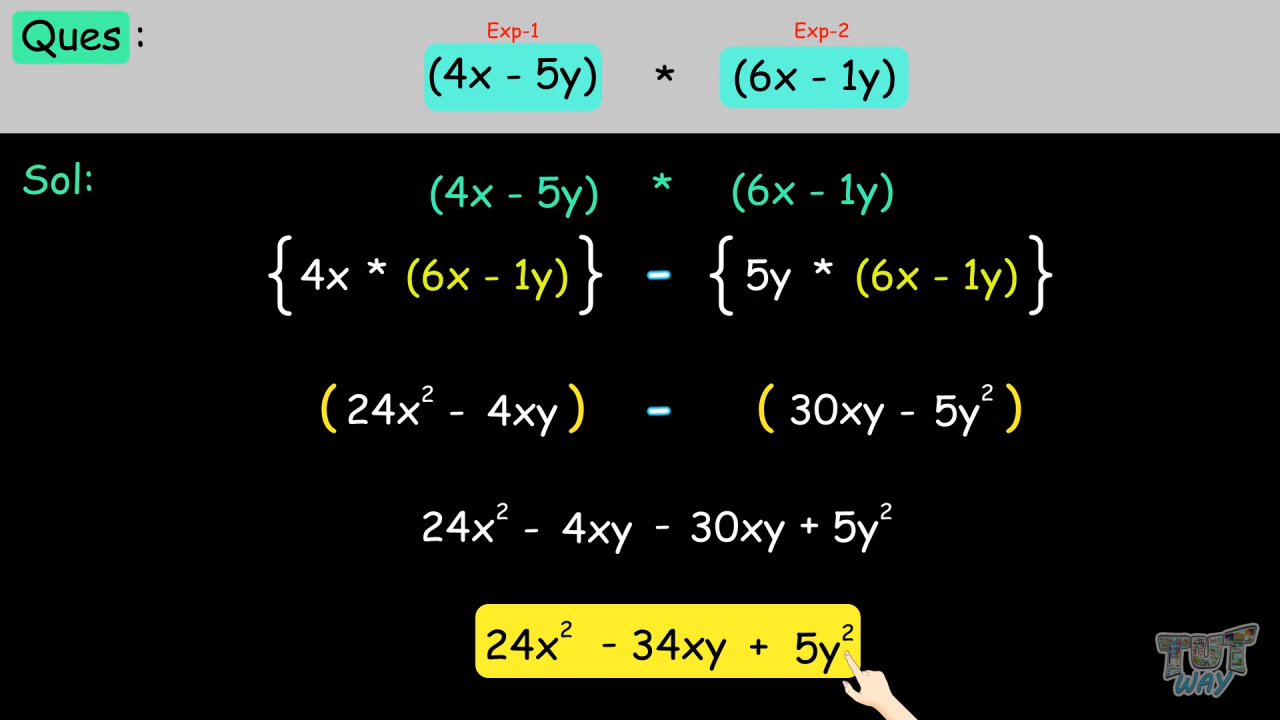 Ques :
Exp-1 Exp-2
(4x - 5y) * (6x - 1y)
Sol:
(4x - 5y) * (6x - 1y)
{4x * (6x - 1y)} - {5y * (6x - 1y)}
(24x² - 4xy) - (30xy - 5y²)
24x² - 4xy - 30xy + 5y²
24x² - 34xy + 5y²
TUT
WAY